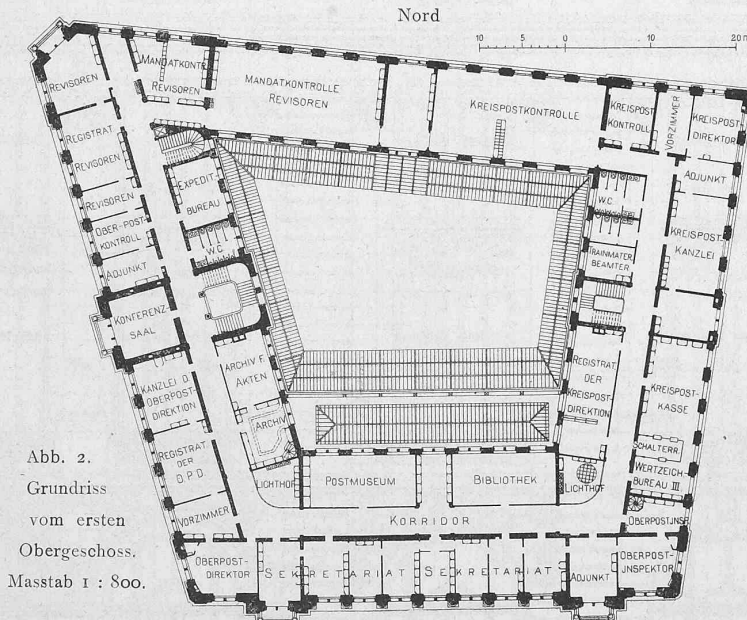 Nord
10 5 0 10 20 m
REVISOREN
MANDATKONTR.
REVISOREN
MANDATKONTROLLE
REVISOREN
KREISPOSTKONTROLLE
KREISPOST
KONTROLL
VORZIMMER
KREISPOST-
DIREKTOR
REGISTRAT
REVISOREN
EXPEDIT-
BUREAU
W.C.
ADJUNKT
REVISOREN
OBER-POST-
KONTROLL
W.C.
TRAINMATER.
BEAMTER
KREISPOST-
KANZLEI
ADJUNKT
KONFERENZ-
SAAL
ARCHIV F.
AKTEN
REGISTRAT.
DER
KREISPOST-
DIREKTION
KREISPOST-
KASSE
KANZLEI D.
OBERPOST-
DIREKTION
ARCHIV
SCHALTERR.
REGISTRAT
DER
O.P.D.
WERTZEICH-
BUREAU III
LICHTHOF
POSTMUSEUM
BIBLIOTHEK
LICHTHOF
VORZIMMER
KORRIDOR
OBERPOSTINSP.
OBERPOST-
DIREKTOR
SEKRETARIAT
SEKRETARIAT
ADJUNKT
OBERPOST-
INSPEKTOR
Abb. 2.
Grundriss
vom ersten
Obergeschoss.
Masstab 1 : 800.